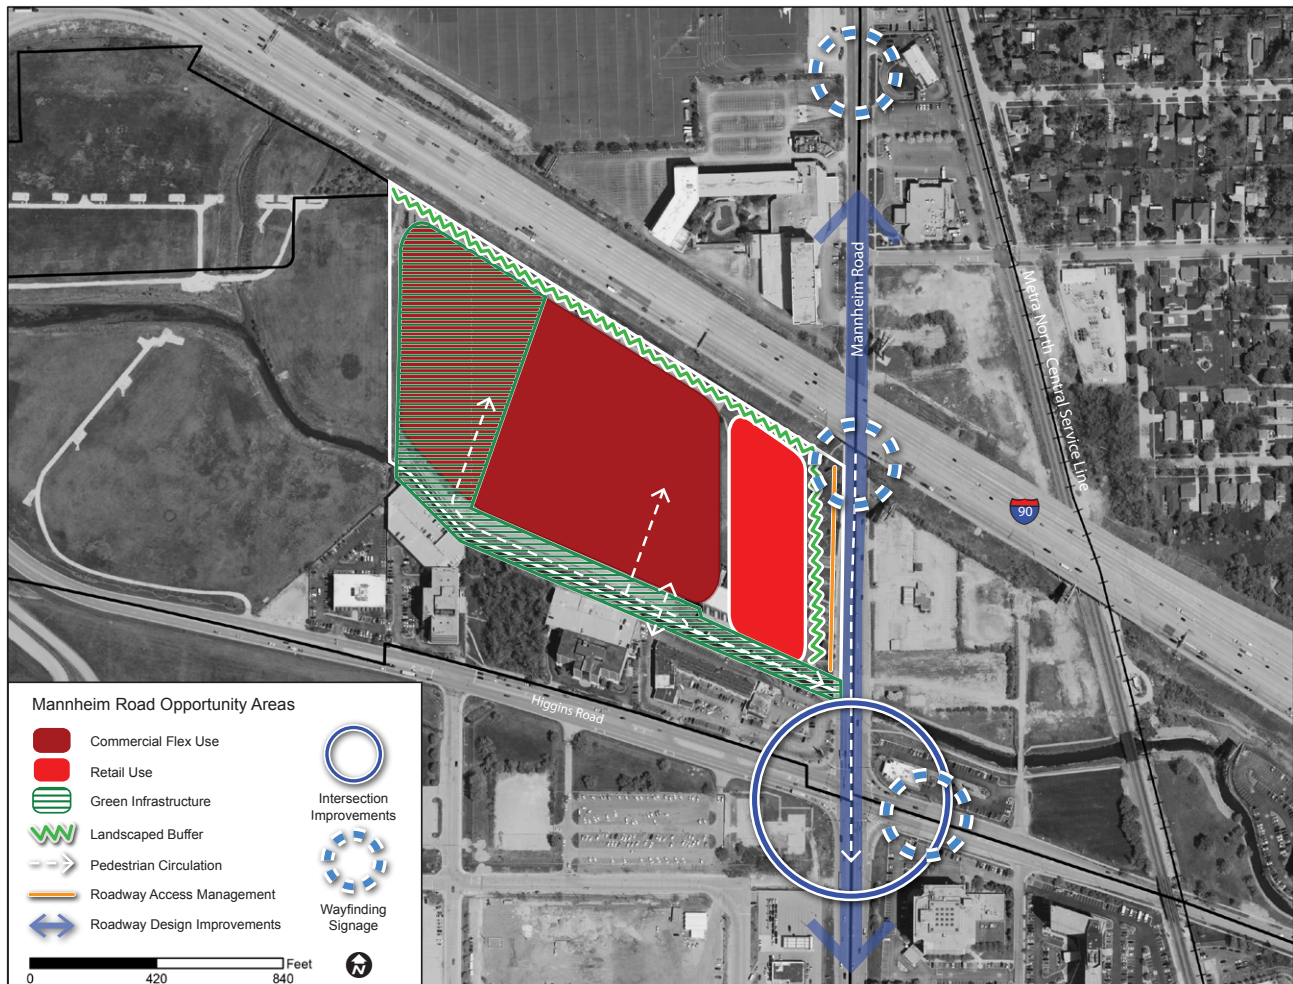 Mannheim Road
Metra North Central Service Line
90
Higgins Road
Mannheim Road Opportunity Areas
Commercial Flex Use
Retail Use
Green Infrastructure
Landscaped Buffer
Pedestrian Circulation
Roadway Access Management
Roadway Design Improvements
Intersection
Improvements
Wayfinding
Signage
Feet
0 420 840
N